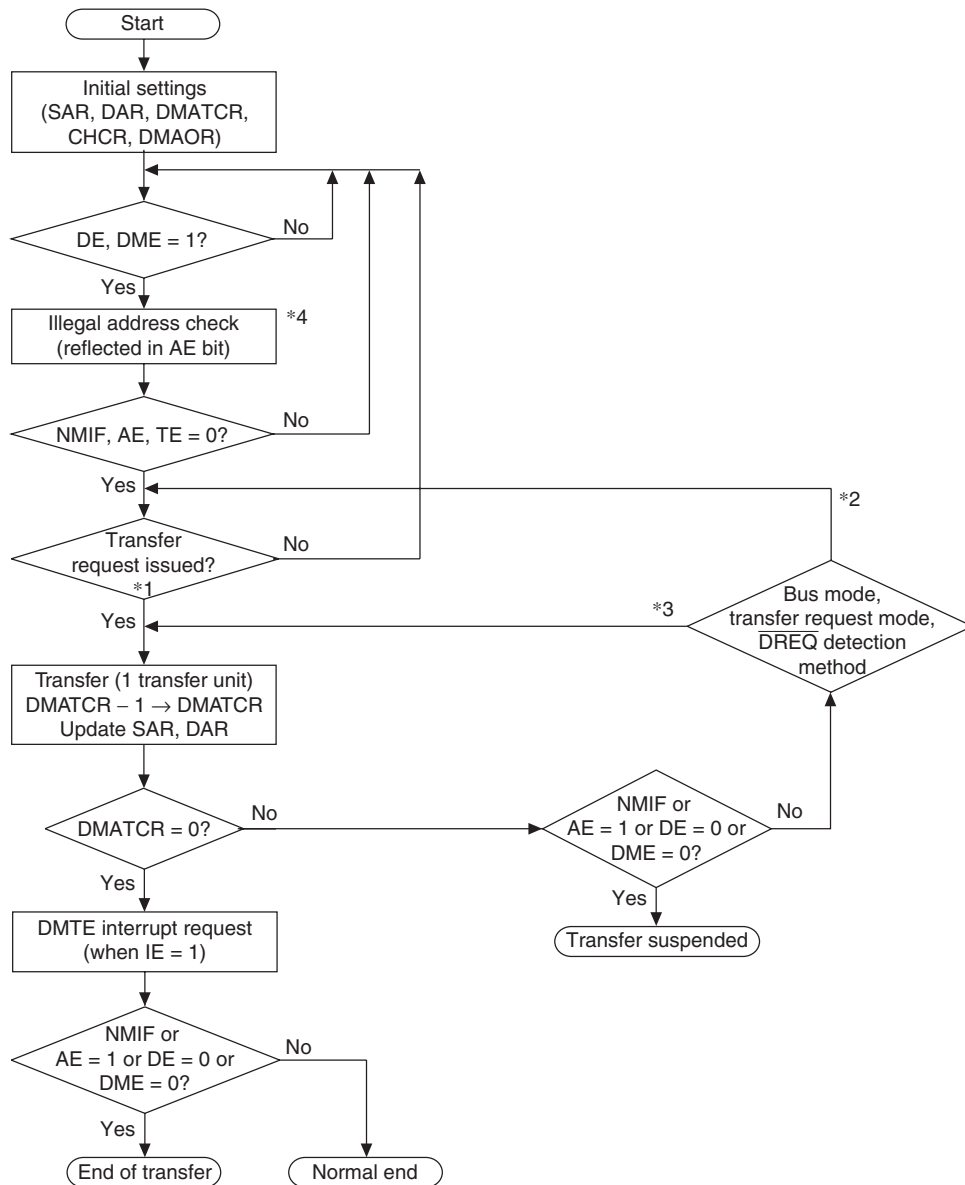 Start
Initial settings
(SAR, DAR, DMATCR,
CHCR, DMAOR)
DE, DME = 1?
No
Yes
Illegal address check
(reflected in AE bit)
*4
NMIF, AE, TE = 0?
No
Yes
*2
Transfer
request issued?
*1
No
Yes
*3
Bus mode,
transfer request mode,
DREQ detection
method
Transfer (1 transfer unit)
DMATCR – 1 → DMATCR
Update SAR, DAR
DMATCR = 0?
No
NMIF or
AE = 1 or DE = 0 or
DME = 0?
No
Yes
Yes
Transfer suspended
DMTE interrupt request
(when IE = 1)
NMIF or
AE = 1 or DE = 0 or
DME = 0?
No
Yes
End of transfer
Normal end